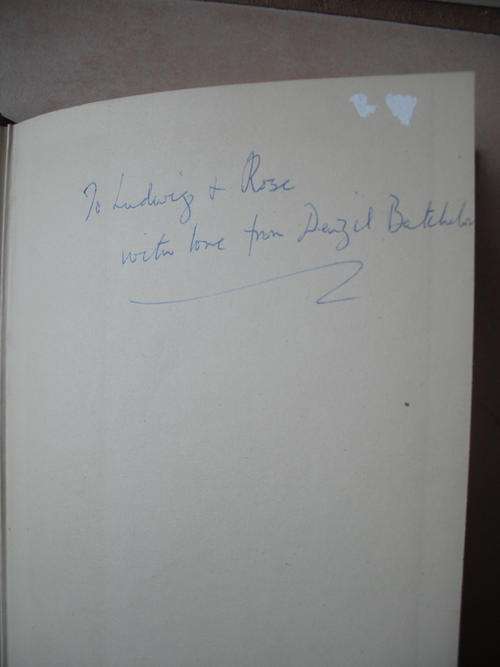 To Ludwig + Rose
with love from Denzil Batchelor